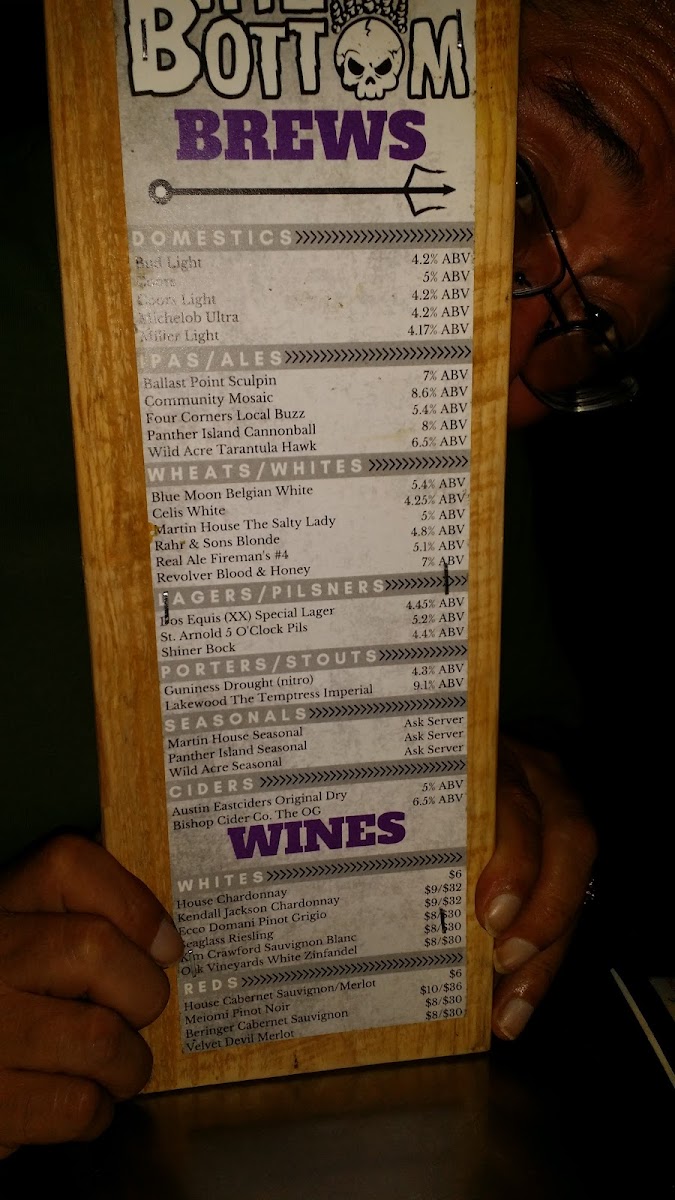 BOTTOM
BREWS
DOMESTICS
Bud Light 4.2% ABV
Coors 5% ABV
Coors Light 4.2% ABV
Michelob Ultra 4.2% ABV
Miller Light 4.17% ABV
IPAS/ALES
Ballast Point Sculpin 7% ABV
Community Mosaic 8.6% ABV
Four Corners Local Buzz 5.4% ABV
Panther Island Cannonball 8% ABV
Wild Acre Tarantula Hawk 6.5% ABV
WHEATS/WHITES
Blue Moon Belgian White 5.4% ABV
Celis White 4.25% ABV
Martin House The Salty Lady 5% ABV
Rahr & Sons Blonde 4.8% ABV
Real Ale Fireman's #4 5.1% ABV
Revolver Blood & Honey 7% ABV
LAGERS/PILSNERS
Dos Equis (XX) Special Lager 4.45% ABV
St. Arnold 5 O'Clock Pils 5.2% ABV
Shiner Bock 4.4% ABV
PORTERS/STOUTS
Guniness Drought (nitro) 4.3% ABV
Lakewood The Temptress Imperial 9.1% ABV
SEASONALS
Martin House Seasonal Ask Server
Panther Island Seasonal Ask Server
Wild Acre Seasonal Ask Server
CIDERS
Austin Eastciders Original Dry 5% ABV
Bishop Cider Co. The OG 6.5% ABV
WINES
WHITES
House Chardonnay $6
Kendall Jackson Chardonnay $9/$32
Ecco Domani Pinot Grigio $9/$32
Seaglass Riesling $8/$30
Kim Crawford Sauvignon Blanc $8/$30
Oak Vineyards White Zinfandel $8/$30
REDS
House Cabernet Sauvignon/Merlot $6
Meiomi Pinot Noir $10/$36
Beringer Cabernet Sauvignon $8/$30
Velvet Devil Merlot $8/$30